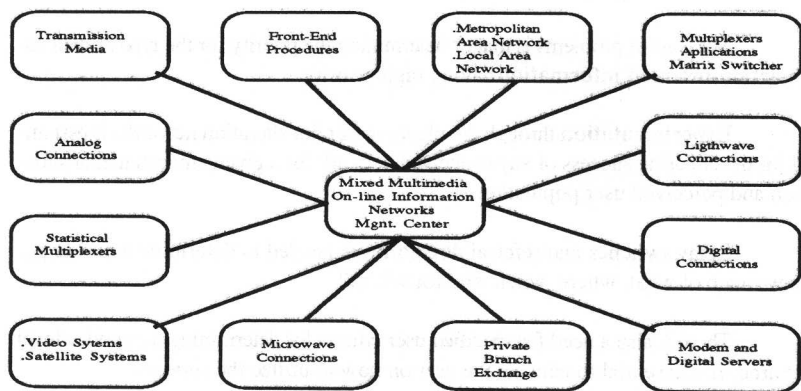 Transmission
Media
Front-End
Procedures
.Metropolitan
Area Network
.Local Area
Network
Multiplexers
Apllications
Matrix Switcher
Analog
Connections
Mixed Multimedia
On-line Information
Networks
Mgnt. Center
Ligthwave
Connections
Statistical
Multiplexers
Digital
Connections
.Video Sytems
.Satellite Systems
Microwave
Connections
Private
Branch
Exchange
Modem and
Digital Servers